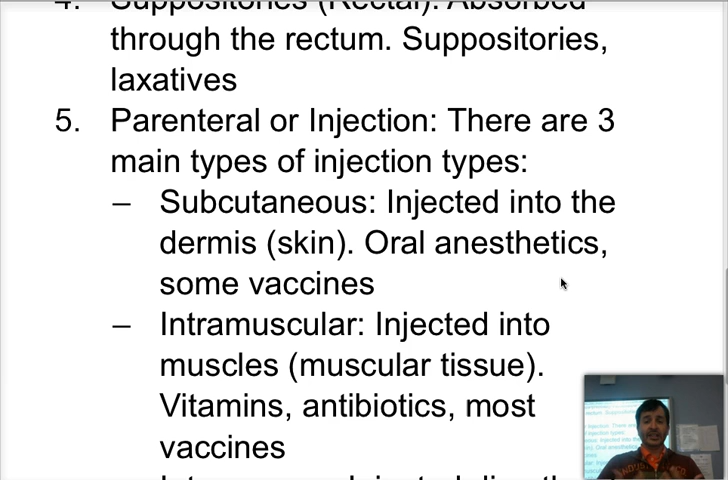 4. Suppositories (Rectal): Absorbed
through the rectum. Suppositories,
laxatives
5. Parenteral or Injection: There are 3
main types of injection types:
– Subcutaneous: Injected into the
dermis (skin). Oral anesthetics,
some vaccines
– Intramuscular: Injected into
muscles (muscular tissue).
Vitamins, antibiotics, most
vaccines